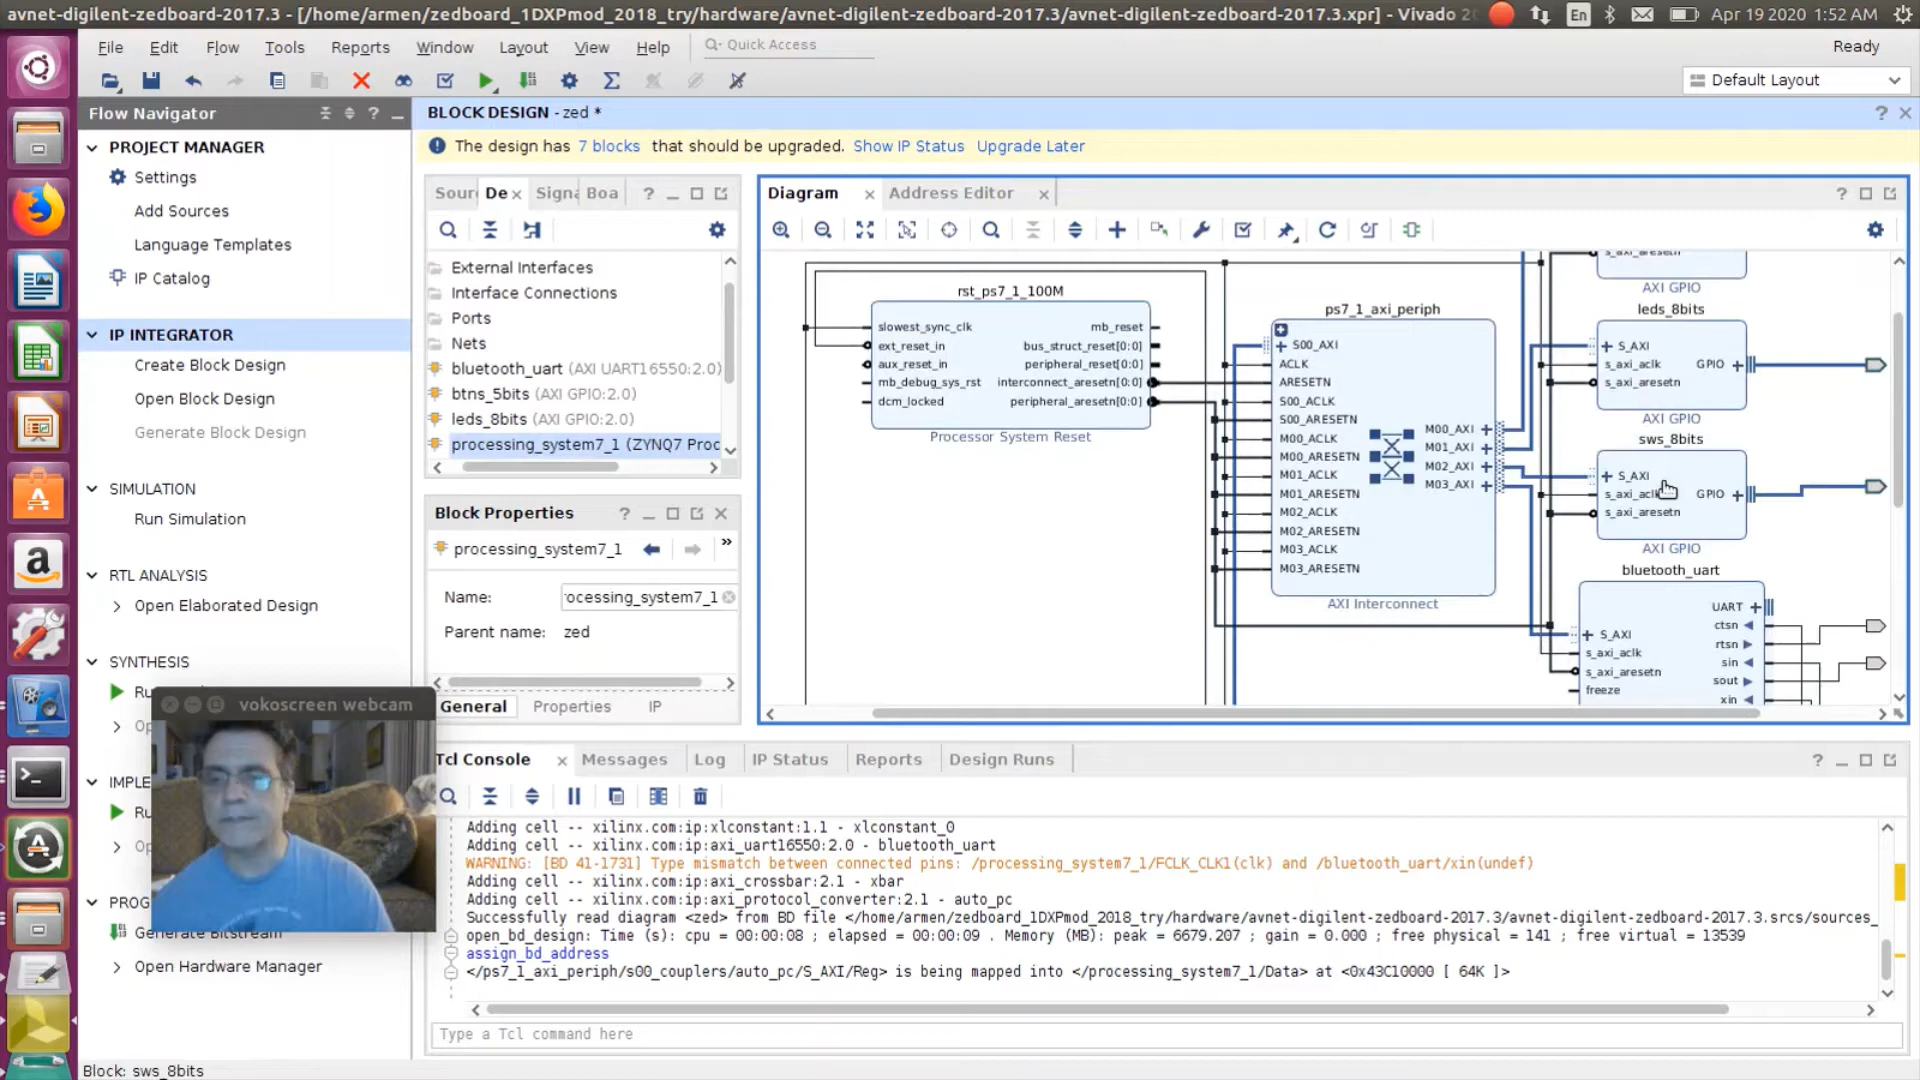 avnet-digilent-zedboard-2017.3 - [/home/armen/zedboard_1DXPmod_2018_try/hardware/avnet-digilent-zedboard-2017.3/avnet-digilent-zedboard-2017.3.xpr] - Vivado 20
En
Apr 19 2020 1:52 AM
File Edit Flow Tools Reports Window Layout View Help
Quick Access
Ready
Default Layout
Flow Navigator
PROJECT MANAGER
Settings
Add Sources
Language Templates
IP Catalog
IP INTEGRATOR
Create Block Design
Open Block Design
Generate Block Design
SIMULATION
Run Simulation
RTL ANALYSIS
Open Elaborated Design
SYNTHESIS
Ru
Op
IMPLE
Ru
Op
PROG
Generate Bitstream
Open Hardware Manager
BLOCK DESIGN - zed *
The design has 7 blocks that should be upgraded. Show IP Status Upgrade Later
Sour De Signa Boa
External Interfaces
Interface Connections
Ports
Nets
bluetooth_uart (AXI UART16550:2.0)
btns_5bits (AXI GPIO:2.0)
leds_8bits (AXI GPIO:2.0)
processing_system7_1 (ZYNQ7 Proc
Block Properties
processing_system7_1
Name: ocessing_system7_1
Parent name: zed
General Properties IP
Diagram
Address Editor
rst_ps7_1_100M
slowest_sync_clk
ext_reset_in
aux_reset_in
mb_debug_sys_rst
dcm_locked
mb_reset
bus_struct_reset[0:0]
peripheral_reset[0:0]
interconnect_aresetn[0:0]
peripheral_aresetn[0:0]
Processor System Reset
ps7_1_axi_periph
S00_AXI
ACLK
ARESETN
S00_ACLK
S00_ARESETN
M00_ACLK
M00_ARESETN
M01_ACLK
M01_ARESETN
M02_ACLK
M02_ARESETN
M03_ACLK
M03_ARESETN
M00_AXI
M01_AXI
M02_AXI
M03_AXI
AXI Interconnect
s_axi_aresetn
AXI GPIO
leds_8bits
S_AXI
s_axi_aclk
s_axi_aresetn
GPIO
AXI GPIO
sws_8bits
S_AXI
s_axi_aclk
s_axi_aresetn
GPIO
AXI GPIO
bluetooth_uart
S_AXI
s_axi_aclk
s_axi_aresetn
freeze
UART
ctsn
rtsn
sin
sout
xin
vokoscreen webcam
Tcl Console Messages Log IP Status Reports Design Runs
Adding cell -- xilinx.com:ip:xlconstant:1.1 - xlconstant_0
Adding cell -- xilinx.com:ip:axi_uart16550:2.0 - bluetooth_uart
WARNING: [BD 41-1731] Type mismatch between connected pins: /processing_system7_1/FCLK_CLK1(clk) and /bluetooth_uart/xin(undef)
Adding cell -- xilinx.com:ip:axi_crossbar:2.1 - xbar
Adding cell -- xilinx.com:ip:axi_protocol_converter:2.1 - auto_pc
Successfully read diagram <zed> from BD file </home/armen/zedboard_1DXPmod_2018_try/hardware/avnet-digilent-zedboard-2017.3/avnet-digilent-zedboard-2017.3.srcs/sources_
open_bd_design: Time (s): cpu = 00:00:08 ; elapsed = 00:00:09 . Memory (MB): peak = 6679.207 ; gain = 0.000 ; free physical = 141 ; free virtual = 13539
assign_bd_address
</ps7_1_axi_periph/s00_couplers/auto_pc/S_AXI/Reg> is being mapped into </processing_system7_1/Data> at <0x43C10000 [ 64K ]>
Type a Tcl command here
Block: sws_8bits